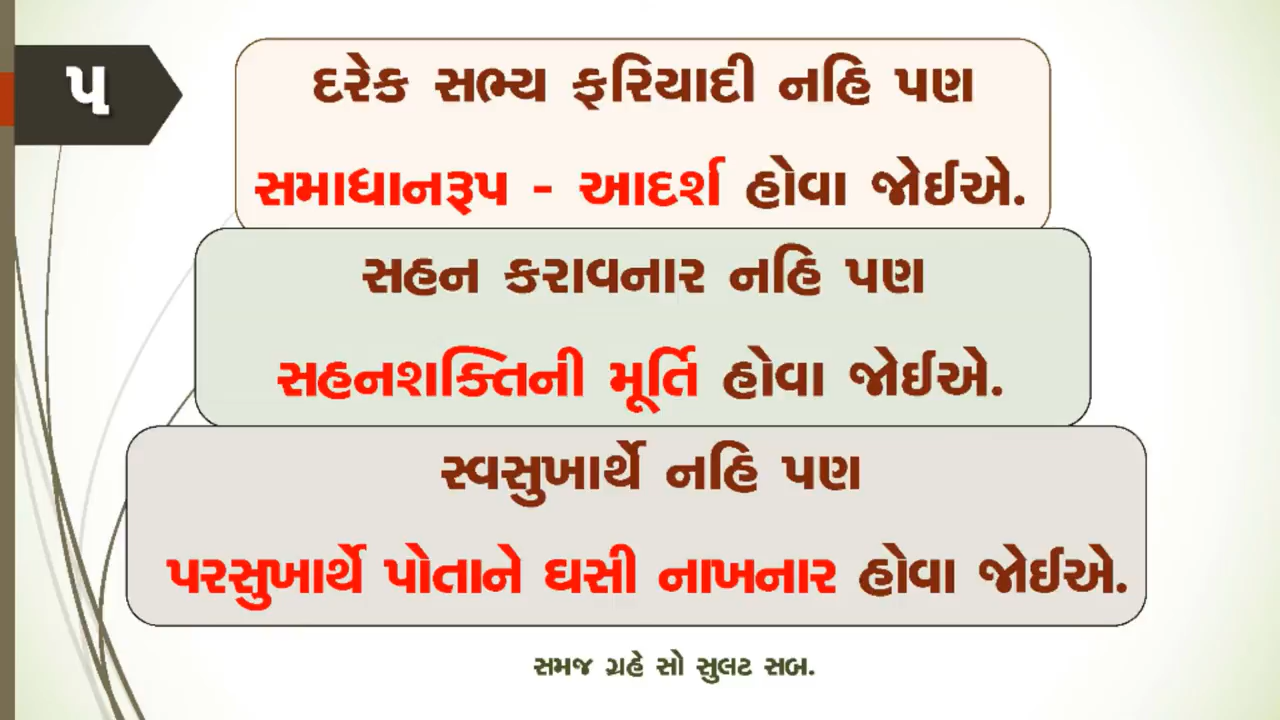 ૫
દરેક સભ્ય ફરિયાદી નહિ પણ
સમાધાનરૂપ - આદર્શ હોવા જોઈએ.
સહન કરાવનાર નહિ પણ
સહનશક્તિની મૂર્તિ હોવા જોઈએ.
સ્વસુખાર્થે નહિ પણ
પરસુખાર્થે પોતાને ઘસી નાખનાર હોવા જોઈએ.
સમજ ગ્રહે સો સુલટ સબ.